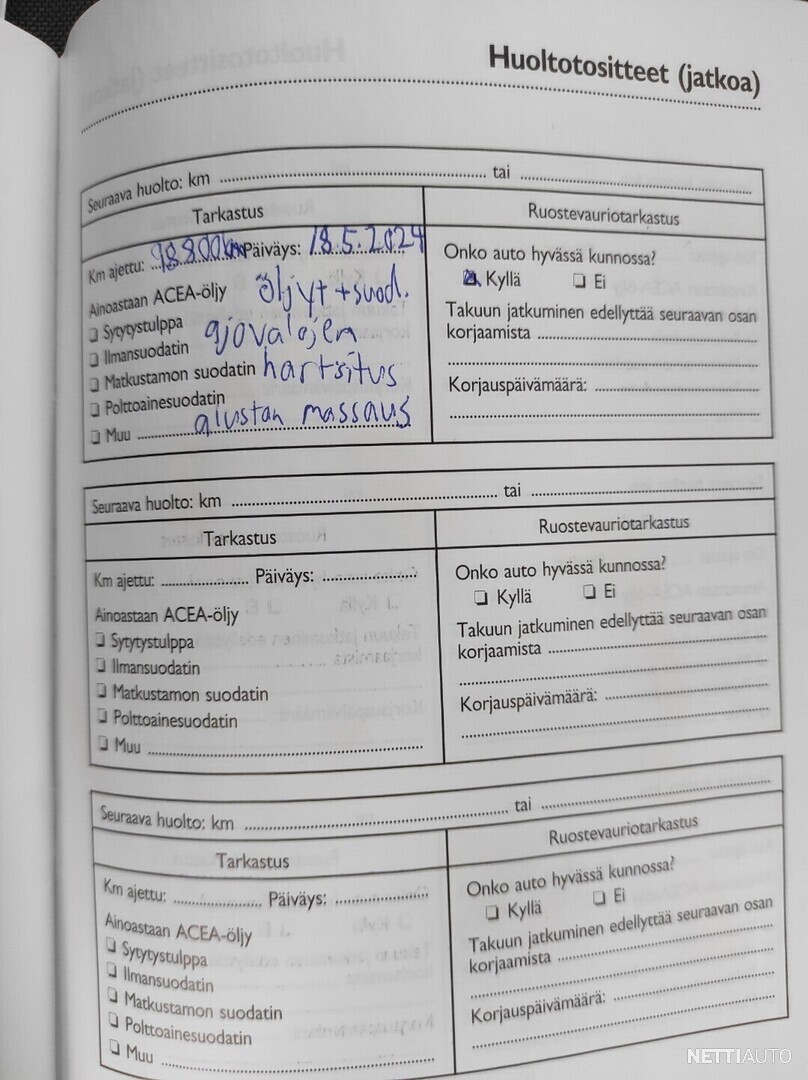 Huoltotositteet (jatkoa)
Seuraava huolto: km ........ tai ........
Tarkastus
Ruostevauriotarkastus
Km ajettu: 98800km Päiväys: 18.5.2024
Ainoastaan ACEA-öljy öljyt + suod.
Sytytystulppa
ajovalojen
Ilmansuodatin
Matkustamon suodatin hartsitus
Polttoainesuodatin
Muu alustan massaus
Onko auto hyvässä kunnossa?
Kyllä Ei
Takuun jatkuminen edellyttää seuraavan osan
korjaamista ........
Korjauspäivämäärä: ........
Seuraava huolto: km ........ tai ........
Tarkastus
Ruostevauriotarkastus
Km ajettu: ........ Päiväys: ........
Ainoastaan ACEA-öljy
Sytytystulppa
Ilmansuodatin
Matkustamon suodatin
Polttoainesuodatin
Muu ........
Onko auto hyvässä kunnossa?
Kyllä Ei
Takuun jatkuminen edellyttää seuraavan osan
korjaamista ........
Korjauspäivämäärä: ........
Seuraava huolto: km ........ tai ........
Tarkastus
Ruostevauriotarkastus
Km ajettu: ........ Päiväys: ........
Ainoastaan ACEA-öljy
Sytytystulppa
Ilmansuodatin
Matkustamon suodatin
Polttoainesuodatin
Muu ........
Onko auto hyvässä kunnossa?
Kyllä Ei
Takuun jatkuminen edellyttää seuraavan osan
korjaamista ........
Korjauspäivämäärä: ........
NETTIAUTO